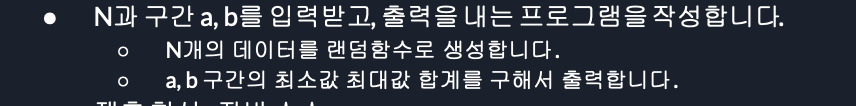 ● N과 구간 a, b를 입력받고, 출력을 내는 프로그램을 작성합니다.
○ N개의 데이터를 랜덤함수로 생성합니다.
○ a, b 구간의 최소값 최대값 합계를 구해서 출력합니다.